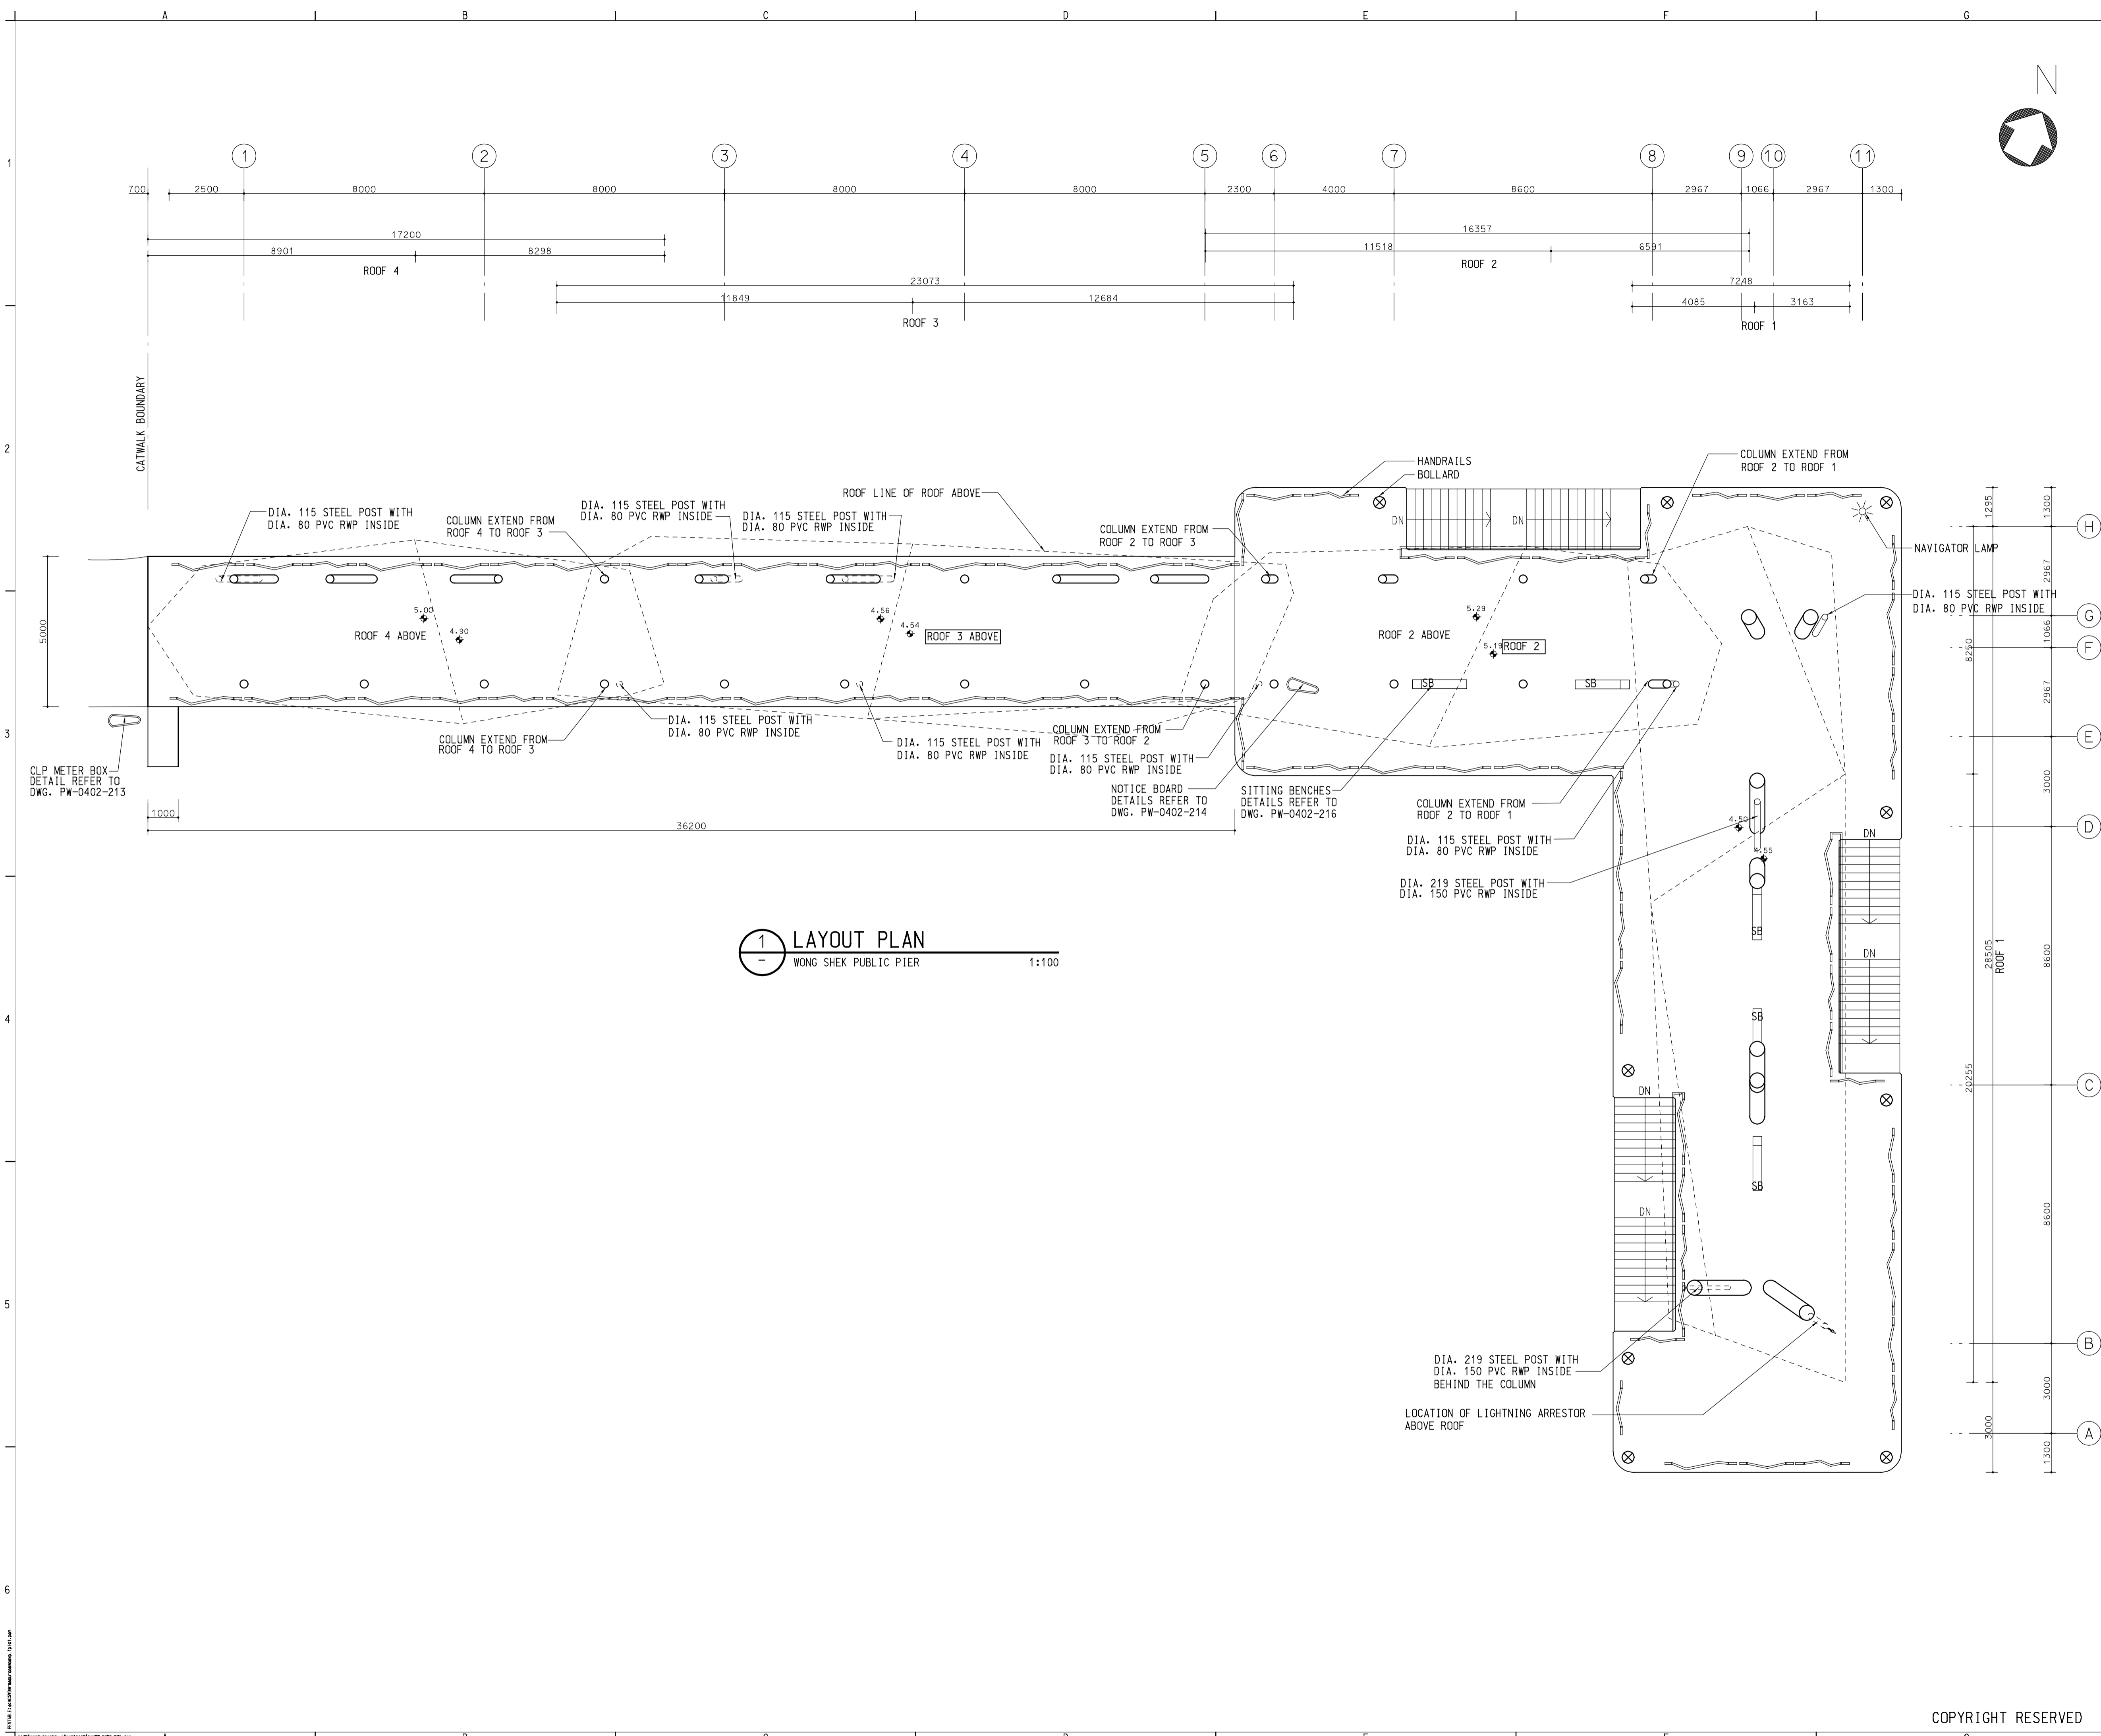 A B C D E F G
N
1 2 3 4 5 6 7 8 9 10 11
1
700 2500 8000 8000 8000 8000 2300 4000 8600 2967 1066 2967 1300
17200
8901 8298
ROOF 4
16357
11518 6591
ROOF 2
23073
11849 12684
ROOF 3
7248
4085 3163
ROOF 1
CATWALK BOUNDARY
2
HANDRAILS
BOLLARD
COLUMN EXTEND FROM
ROOF 2 TO ROOF 1
ROOF LINE OF ROOF ABOVE
DIA. 115 STEEL POST WITH
DIA. 80 PVC RWP INSIDE
COLUMN EXTEND FROM
ROOF 4 TO ROOF 3
DIA. 115 STEEL POST WITH
DIA. 80 PVC RWP INSIDE
DIA. 115 STEEL POST WITH
DIA. 80 PVC RWP INSIDE
COLUMN EXTEND FROM
ROOF 2 TO ROOF 3
DN DN
NAVIGATOR LAMP
DIA. 115 STEEL POST WITH
DIA. 80 PVC RWP INSIDE
5000
5.00
4.90
ROOF 4 ABOVE
4.56
4.54
ROOF 3 ABOVE
5.29
5.19
ROOF 2 ABOVE
ROOF 2
SB SB
3
CLP METER BOX
DETAIL REFER TO
DWG. PW-0402-213
COLUMN EXTEND FROM
ROOF 4 TO ROOF 3
DIA. 115 STEEL POST WITH
DIA. 80 PVC RWP INSIDE
DIA. 115 STEEL POST WITH
DIA. 80 PVC RWP INSIDE
COLUMN EXTEND FROM
ROOF 3 TO ROOF 2
DIA. 115 STEEL POST WITH
DIA. 80 PVC RWP INSIDE
NOTICE BOARD
DETAILS REFER TO
DWG. PW-0402-214
SITTING BENCHES
DETAILS REFER TO
DWG. PW-0402-216
COLUMN EXTEND FROM
ROOF 2 TO ROOF 1
DIA. 115 STEEL POST WITH
DIA. 80 PVC RWP INSIDE
DIA. 219 STEEL POST WITH
DIA. 150 PVC RWP INSIDE
1000
36200
4.50
4.55
DN
SB
DN
SB
1
-
LAYOUT PLAN
WONG SHEK PUBLIC PIER 1:100
4
DN
SB
DN
5
DIA. 219 STEEL POST WITH
DIA. 150 PVC RWP INSIDE
BEHIND THE COLUMN
LOCATION OF LIGHTNING ARRESTOR
ABOVE ROOF
1295
8250
20255
28505
ROOF 1
3000
1300
2967
1066
2967
3000
8600
8600
3000
1300
H
G
F
E
D
C
B
A
6
COPYRIGHT RESERVED